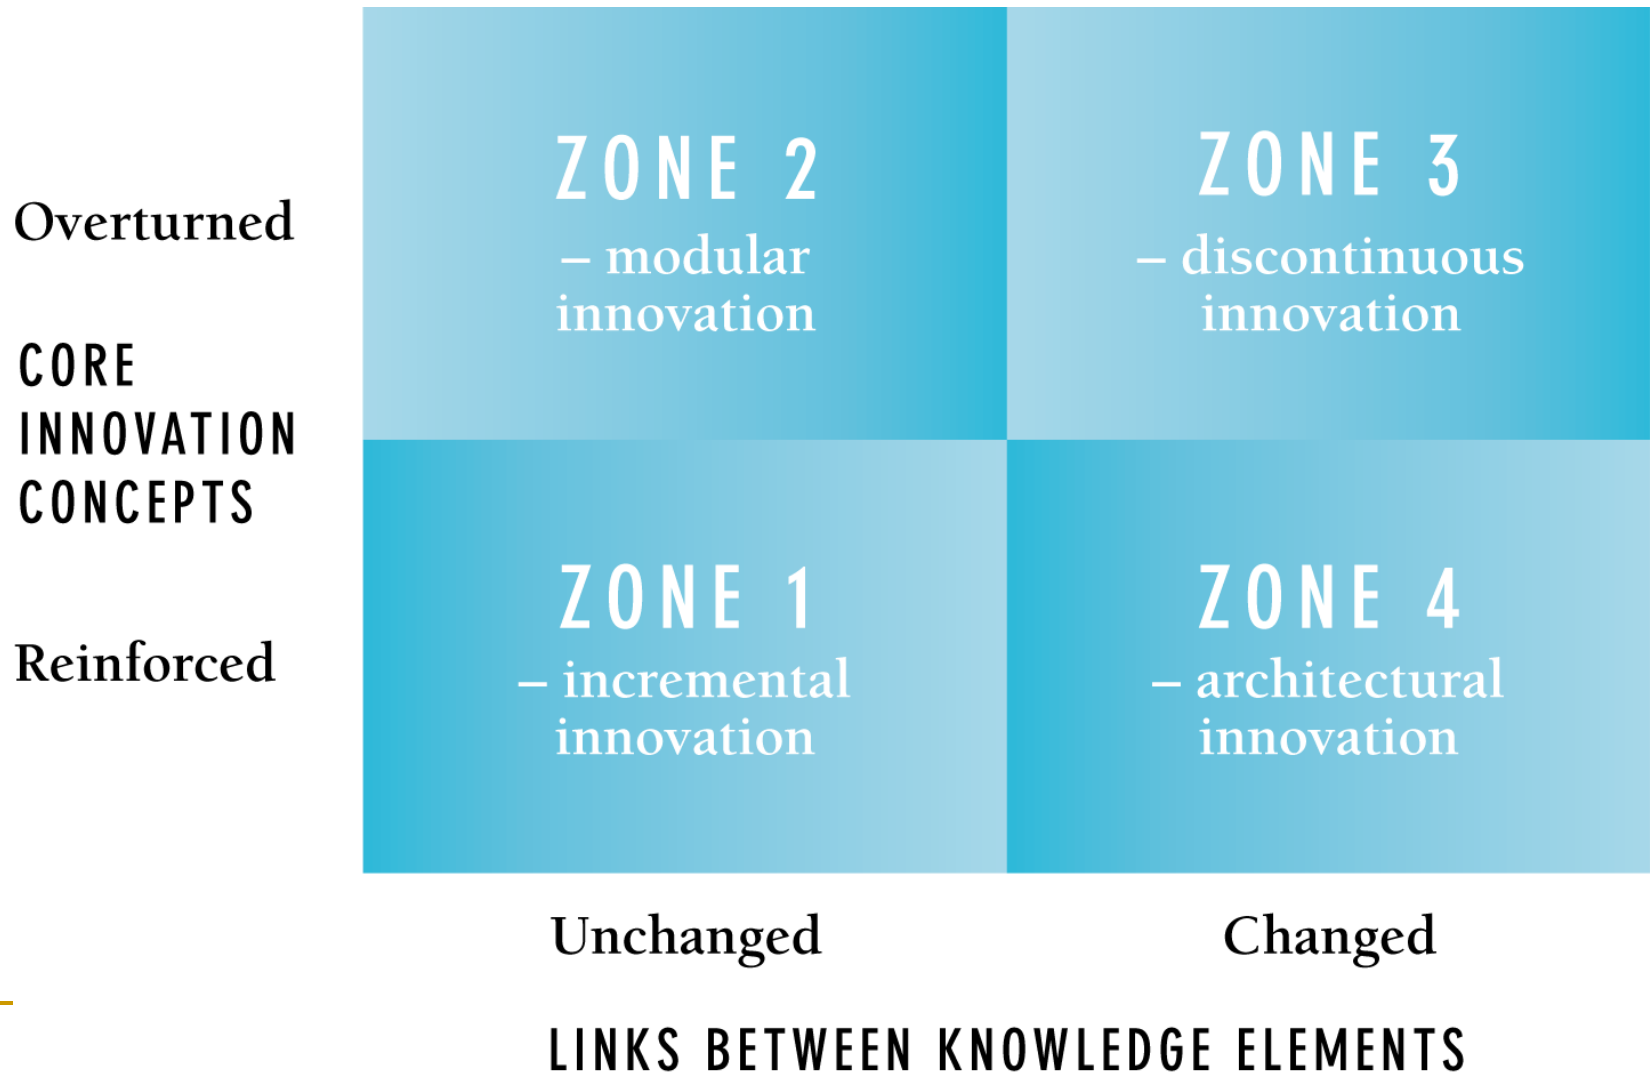 ZONE 2
– modular
innovation
ZONE 3
– discontinuous
innovation
Overturned
CORE
INNOVATION
CONCEPTS
Reinforced
ZONE 1
– incremental
innovation
ZONE 4
– architectural
innovation
Unchanged
Changed
LINKS BETWEEN KNOWLEDGE ELEMENTS